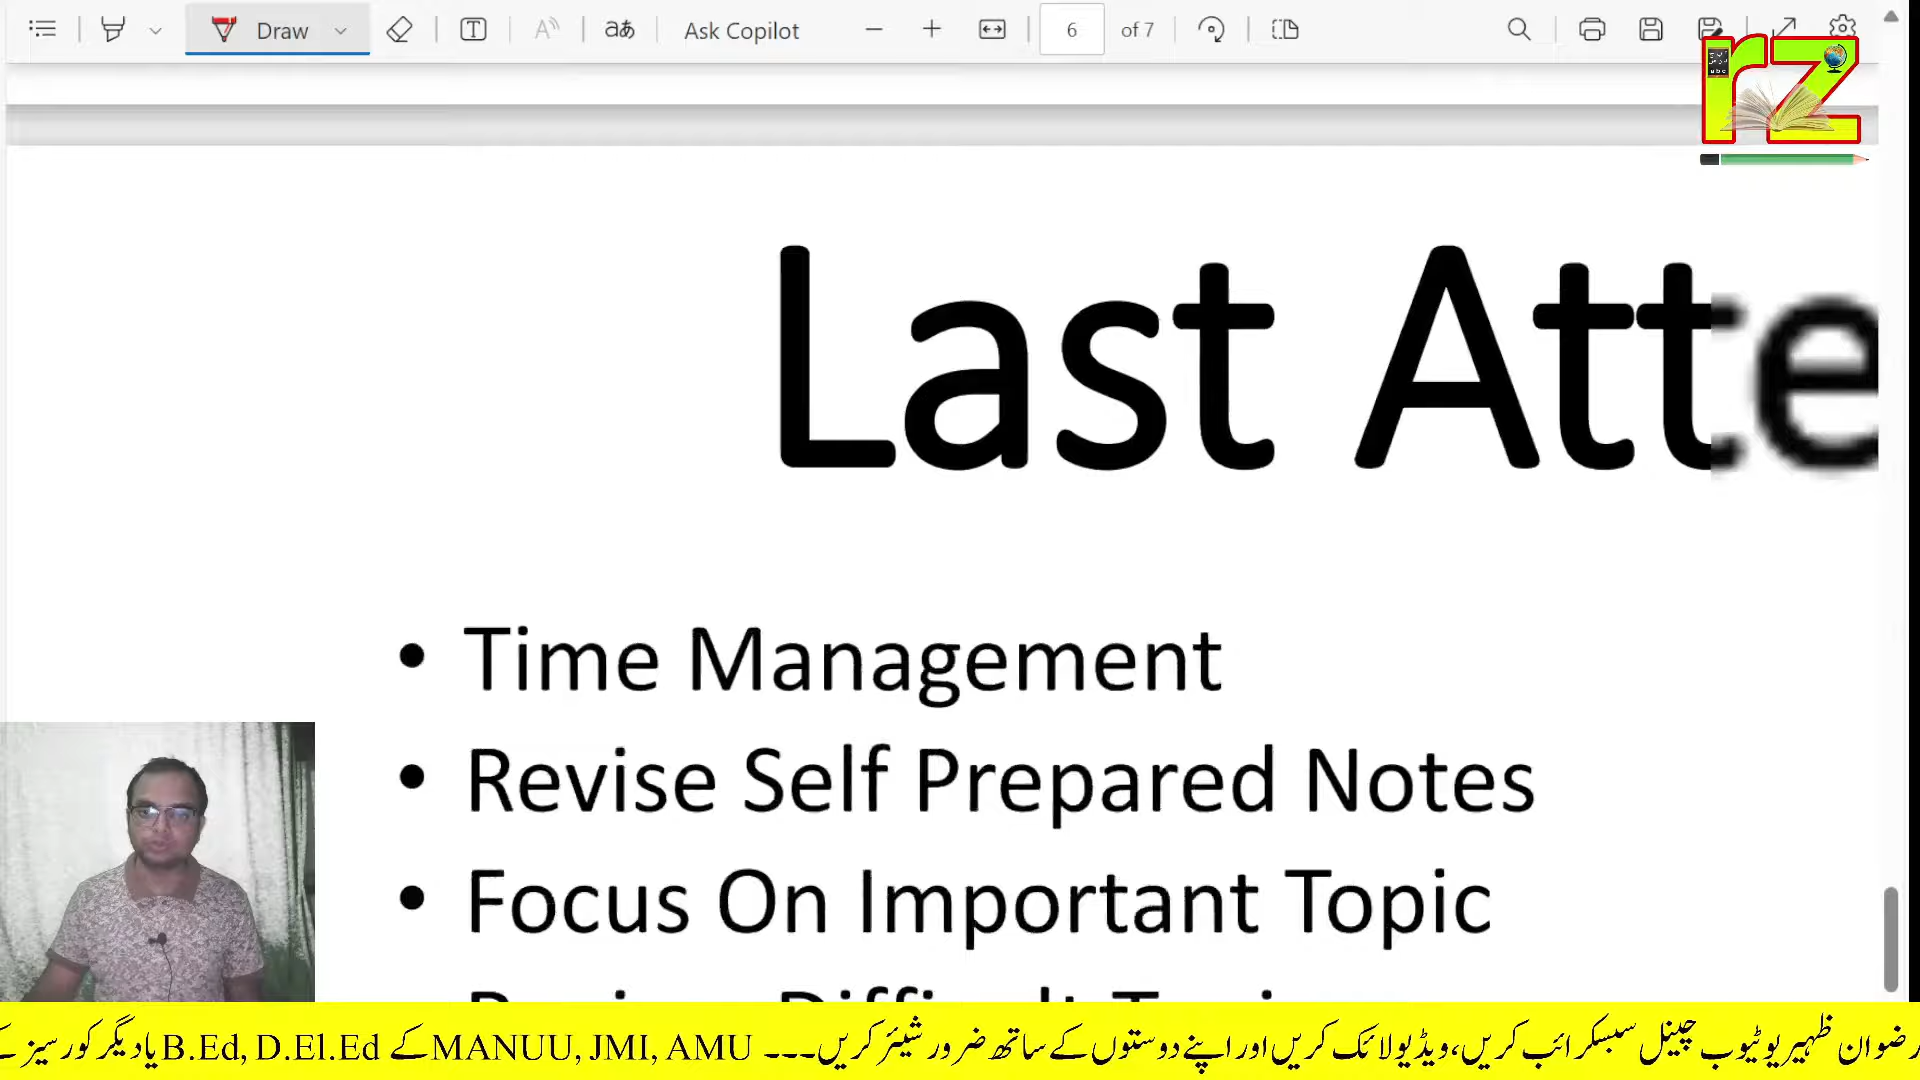 Draw
Ask Copilot
6 of 7
rz
Last Atte
• Time Management
• Revise Self Prepared Notes
• Focus On Important Topic
رضوان ظہیر یوٹیوب چینل سبسکرائب کریں، ویڈیو لائک کریں اور اپنے دوستوں کے ساتھ ضرور شیئر کریں۔۔۔ MANUU, JMI, AMU کے B.Ed, D.El.Ed یا دیگر کورسیز کے